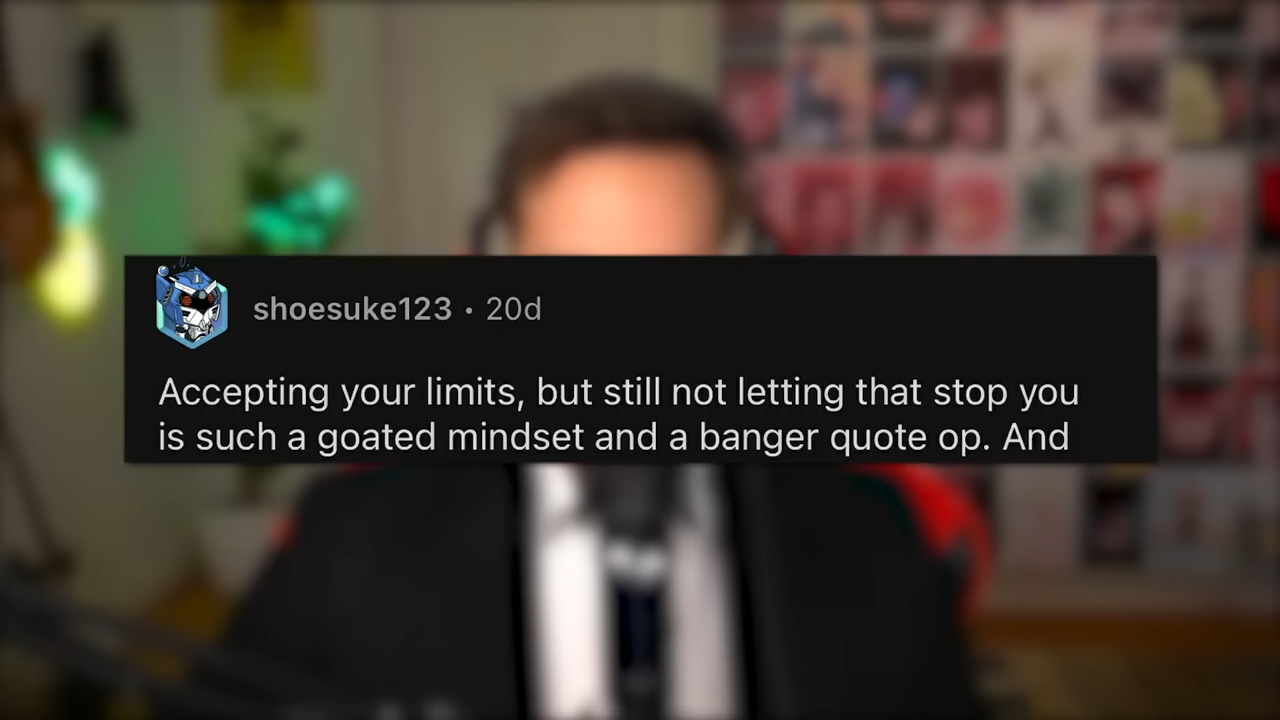 shoesuke123 • 20d
Accepting your limits, but still not letting that stop you
is such a goated mindset and a banger quote op. And